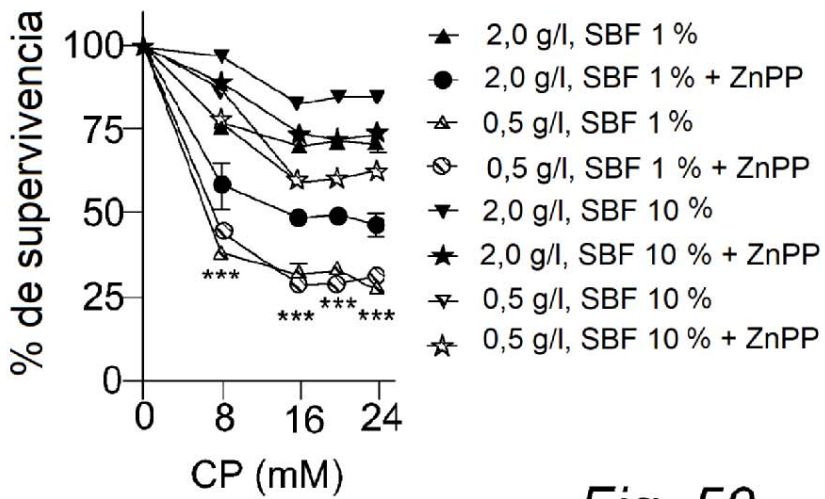 % de supervivencia
100
75
50
25
0
***
***
***
***
0
8
16
24
CP (mM)
2,0 g/l, SBF 1 %
2,0 g/l, SBF 1 % + ZnPP
0,5 g/l, SBF 1 %
0,5 g/l, SBF 1 % + ZnPP
2,0 g/l, SBF 10 %
2,0 g/l, SBF 10 % + ZnPP
0,5 g/l, SBF 10 %
0,5 g/l, SBF 10 % + ZnPP